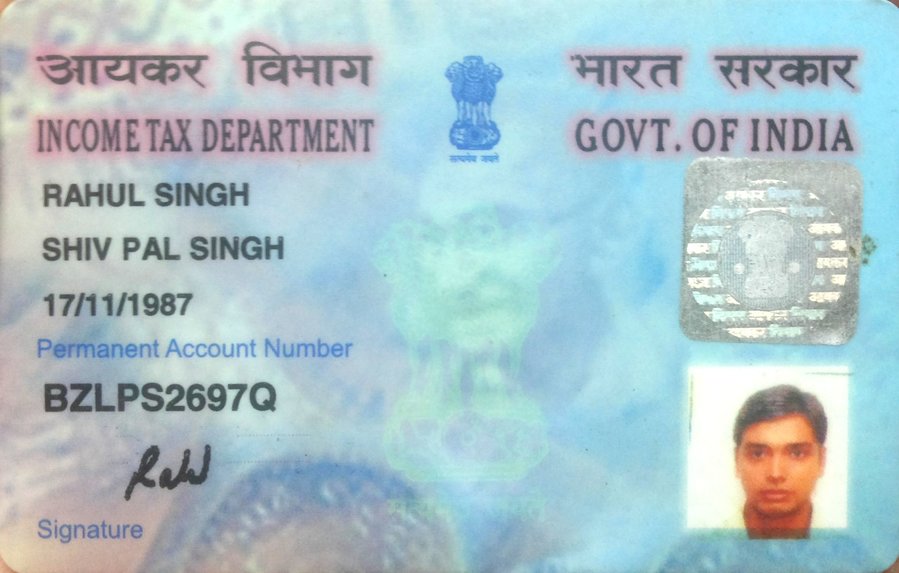 आयकर विभाग
भारत सरकार
INCOME TAX DEPARTMENT
GOVT. OF INDIA
सत्यमेव जयते
RAHUL SINGH
SHIV PAL SINGH
17/11/1987
Permanent Account Number
BZLPS2697Q
Rahul
Signature